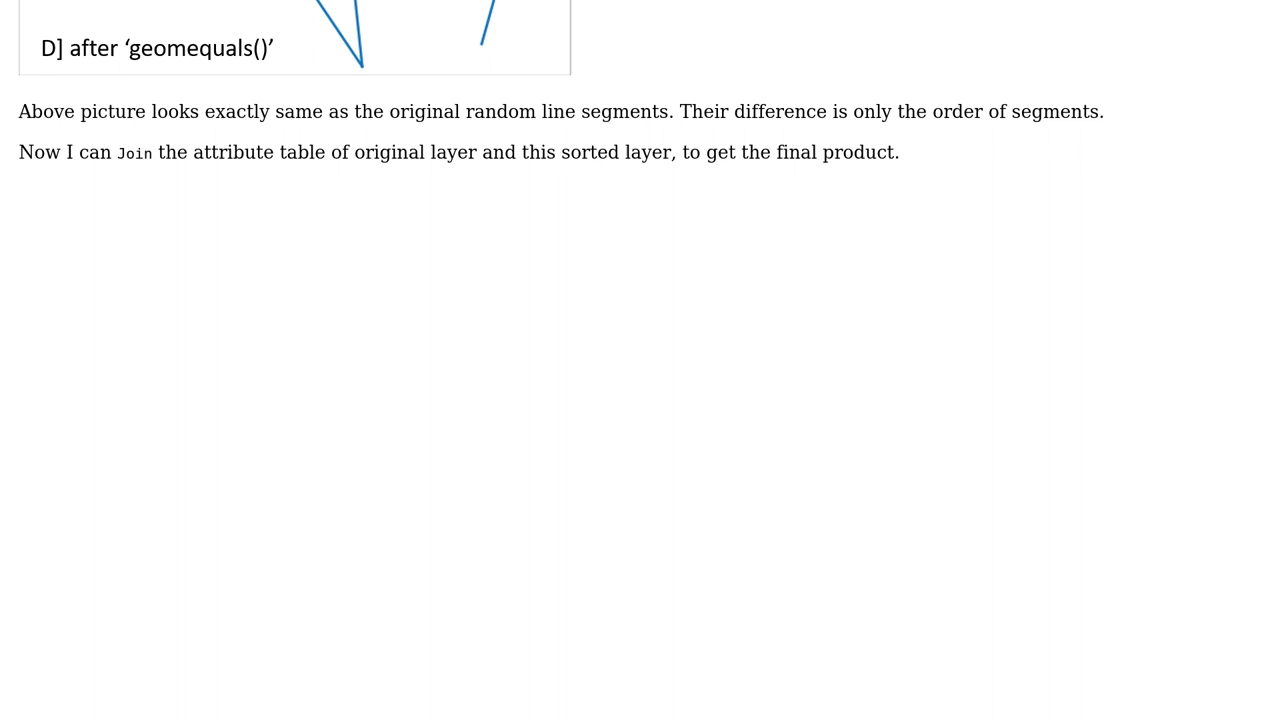 D] after ‘geomequals()’
Above picture looks exactly same as the original random line segments. Their difference is only the order of segments.
Now I can Join the attribute table of original layer and this sorted layer, to get the final product.